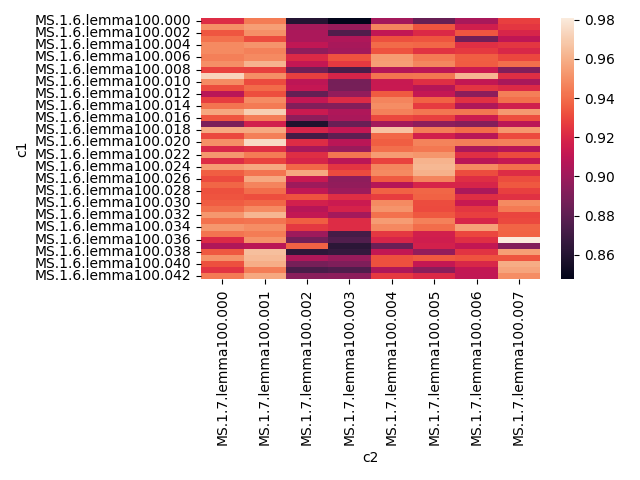 MS.1.6.lemma100.000
MS.1.6.lemma100.002
MS.1.6.lemma100.004
MS.1.6.lemma100.006
MS.1.6.lemma100.008
MS.1.6.lemma100.010
MS.1.6.lemma100.012
MS.1.6.lemma100.014
MS.1.6.lemma100.016
MS.1.6.lemma100.018
MS.1.6.lemma100.020
MS.1.6.lemma100.022
MS.1.6.lemma100.024
MS.1.6.lemma100.026
MS.1.6.lemma100.028
MS.1.6.lemma100.030
MS.1.6.lemma100.032
MS.1.6.lemma100.034
MS.1.6.lemma100.036
MS.1.6.lemma100.038
MS.1.6.lemma100.040
MS.1.6.lemma100.042
c1
MS.1.7.lemma100.000
MS.1.7.lemma100.001
MS.1.7.lemma100.002
MS.1.7.lemma100.003
MS.1.7.lemma100.004
MS.1.7.lemma100.005
MS.1.7.lemma100.006
MS.1.7.lemma100.007
c2
0.98
0.96
0.94
0.92
0.90
0.88
0.86